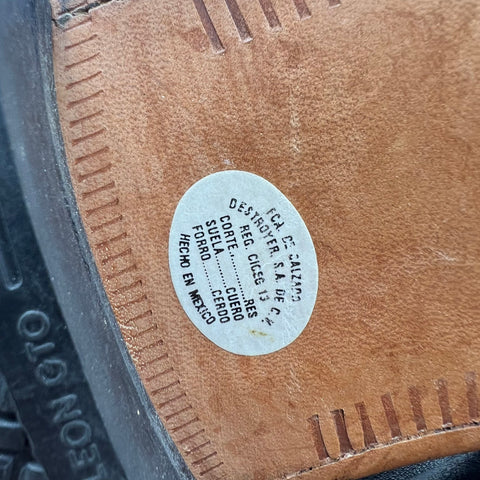 FCA. DE CALZADO
DESTROYER, S.A. DE C.V.
REG. CICEG 13
CORTE..........RES
SUELA......CUERO
FORRO......CERDO
HECHO EN MEXICO
LEON GTO